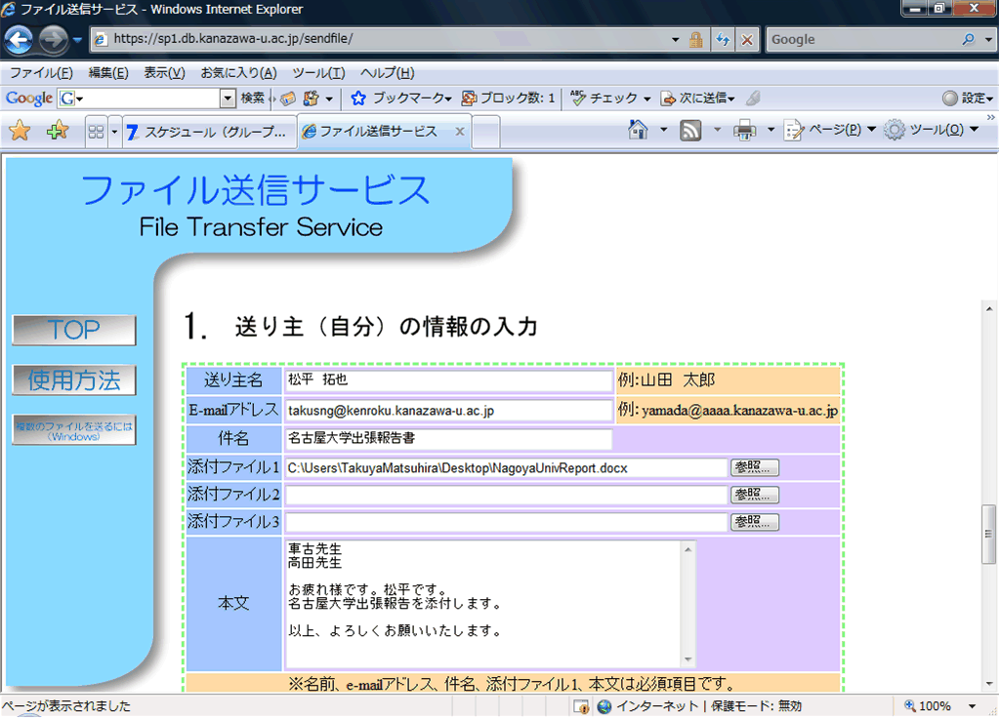 ファイル送信サービス - Windows Internet Explorer
https://sp1.db.kanazawa-u.ac.jp/sendfile/
Google
ファイル(F) 編集(E) 表示(V) お気に入り(A) ツール(T) ヘルプ(H)
Google G 検索 ブックマーク ブロック数: 1 ABC チェック 次に送信 設定
7 スケジュール (グループ... ファイル送信サービス x ページ(P) ツール(O) »
ファイル送信サービス
File Transfer Service
TOP
使用方法
複数のファイルを送るには
(Windows)
1. 送り主（自分）の情報の入力
送り主名 松平 拓也 例:山田 太郎
E-mailアドレス takusng@kenroku.kanazawa-u.ac.jp 例: yamada@aaaa.kanazawa-u.ac.jp
件名 名古屋大学出張報告書
添付ファイル1 C:\Users\TakuyaMatsuhira\Desktop\NagoyaUnivReport.docx 参照...
添付ファイル2 参照...
添付ファイル3 参照...
本文
車古先生
高田先生
お疲れ様です。松平です。
名古屋大学出張報告を添付します。
以上、よろしくお願いいたします。
※名前、e-mailアドレス、件名、添付ファイル1、本文は必須項目です。
ページが表示されました インターネット | 保護モード: 無効 100%